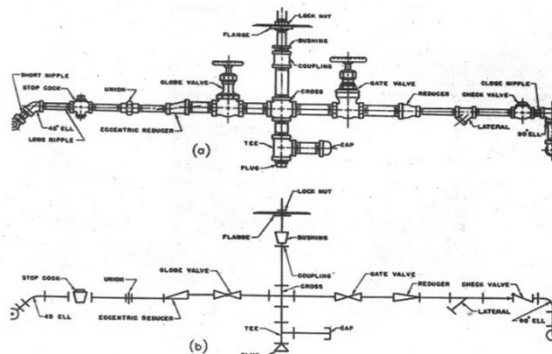 LOCK NUT
FLANGE
BUSHING
GLOBE VALVE
COUPLING
GATE VALVE
SHORT NIPPLE
STOP COCK
UNION
CROSS
REDUCER
CLOSE NIPPLE
CHECK VALVE
45° ELL
LONG NIPPLE
ECCENTRIC REDUCER
LATERAL
90° ELL
TEE
CAP
PLUG
(a)
LOCK NUT
FLANGE
BUSHING
STOP COCK
UNION
GLOBE VALVE
COUPLING
GATE VALVE
REDUCER
CHECK VALVE
CROSS
45 ELL
ECCENTRIC REDUCER
LATERAL
90° ELL
TEE
CAP
(b)
PLUG